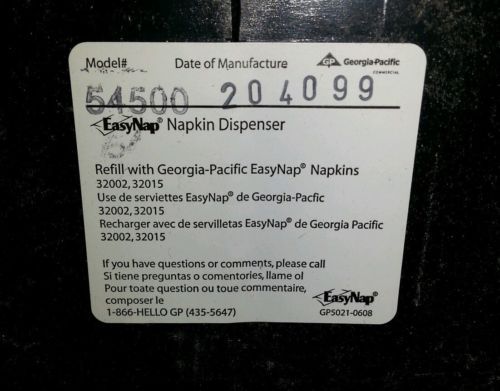 Model# Date of Manufacture GP Georgia-Pacific
COMMERCIAL
54500 204099
EasyNap® Napkin Dispenser
Refill with Georgia-Pacific EasyNap® Napkins
32002,32015
Use de serviettes EasyNap® de Georgia-Pacfic
32002,32015
Recharger avec de servilletas EasyNap® de Georgia Pacific
32002,32015
If you have questions or comments, please call
Si tiene preguntas o comentories, llame ol
Pour toate question ou toue commentaire,
composer le
1-866-HELLO GP (435-5647)
EasyNap®
GP5021-0608